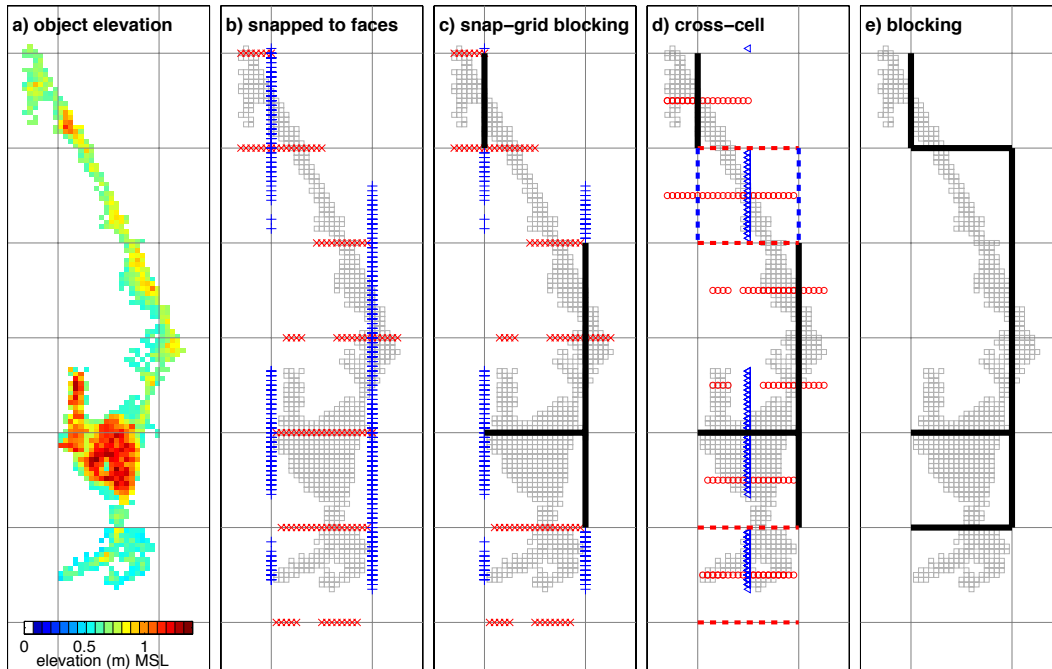 a) object elevation
b) snapped to faces
c) snap-grid blocking
d) cross-cell
e) blocking
0 0.5 1
elevation (m) MSL